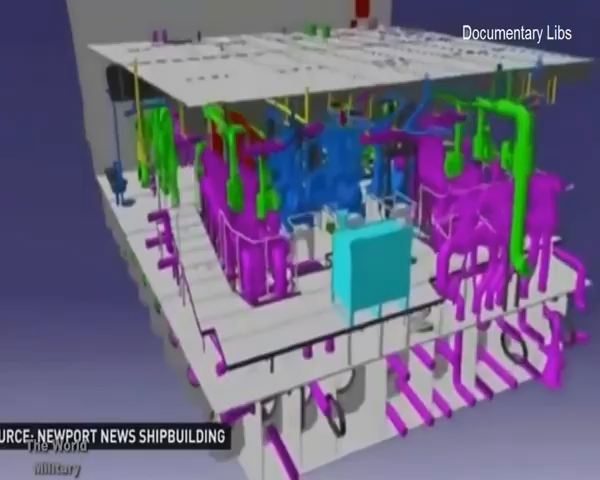 Documentary Libs
URCE: NEWPORT NEWS SHIPBUILDING
The World
Military